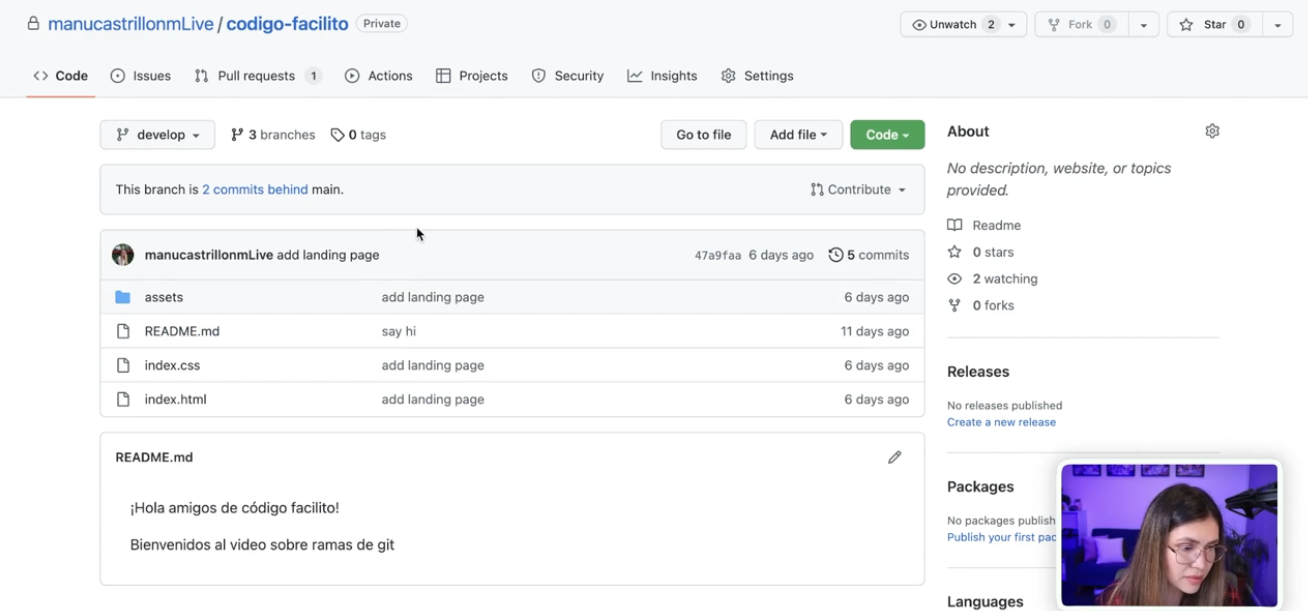 manucastrillonmLive / codigo-facilito Private
Unwatch 2
Fork 0
Star 0
Code
Issues
Pull requests 1
Actions
Projects
Security
Insights
Settings
develop
3 branches
0 tags
Go to file
Add file
Code
This branch is 2 commits behind main.
Contribute
manucastrillonmLive add landing page 47a9faa 6 days ago 5 commits
assets add landing page 6 days ago
README.md say hi 11 days ago
index.css add landing page 6 days ago
index.html add landing page 6 days ago
README.md
¡Hola amigos de código facilito!
Bienvenidos al video sobre ramas de git
About
No description, website, or topics
provided.
Readme
0 stars
2 watching
0 forks
Releases
No releases published
Create a new release
Packages
No packages publish
Publish your first pac
Languages